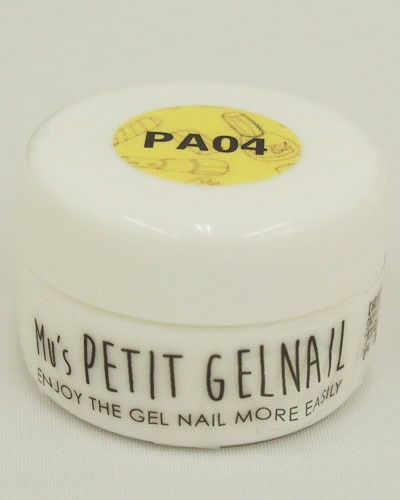 PA04
Mu's PETIT GELNAIL
ENJOY THE GEL NAIL MORE EASILY